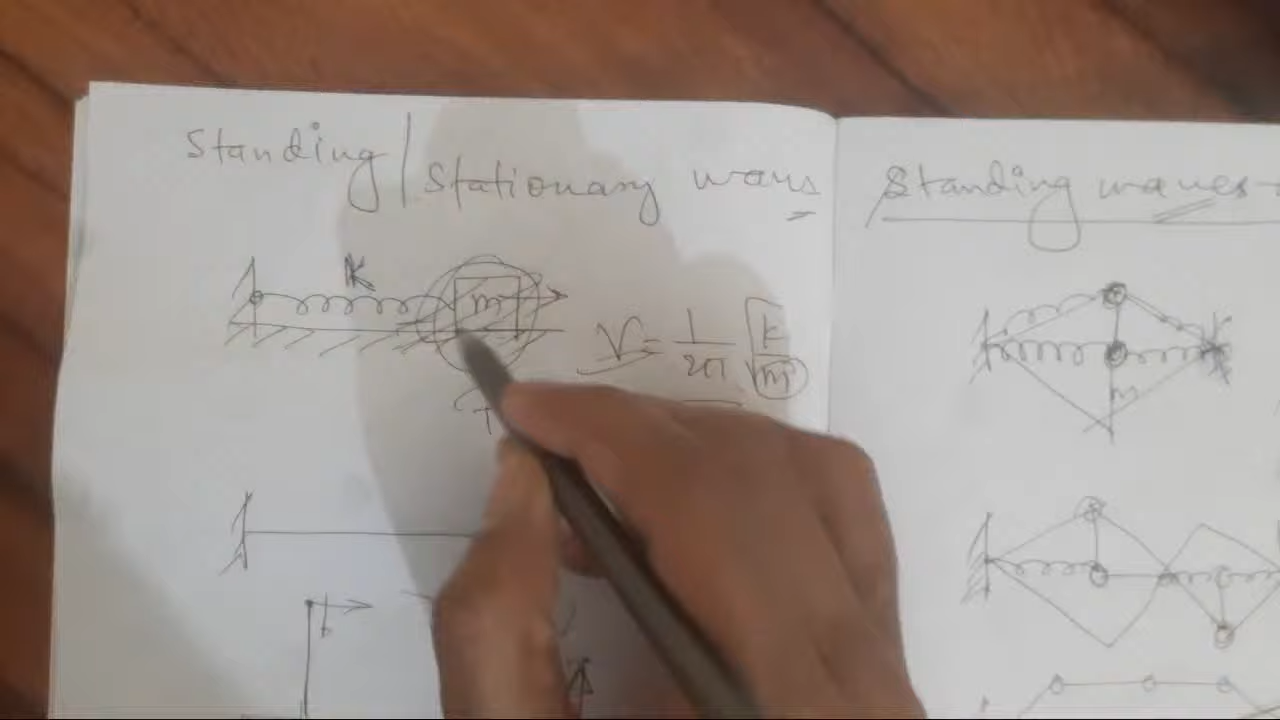 Standing / Stationary waves
K
m
ν = 1/2π √k/m
T
t
Standing waves
m